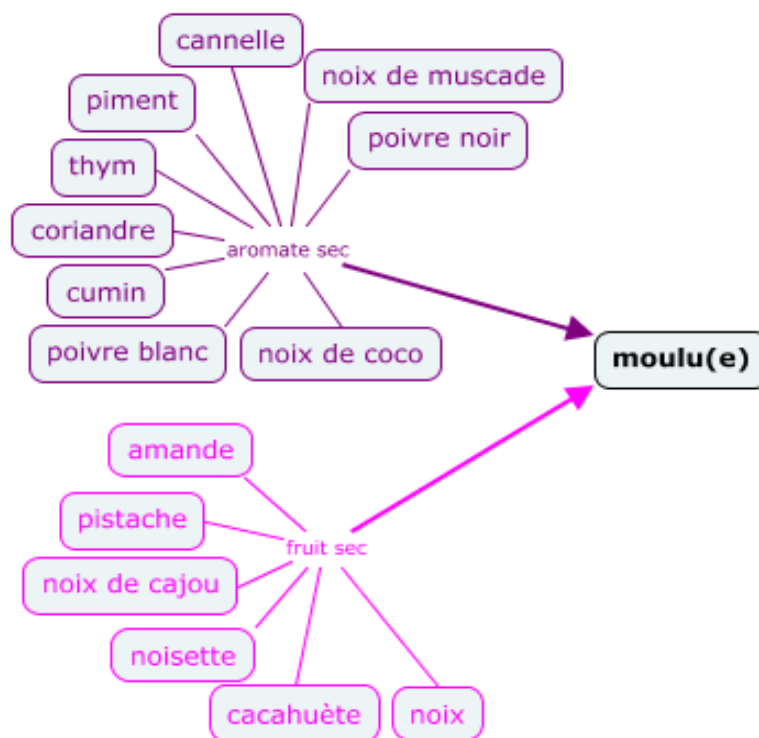 cannelle
noix de muscade
piment
poivre noir
thym
coriandre
aromate sec
cumin
poivre blanc
noix de coco
moulu(e)
amande
pistache
fruit sec
noix de cajou
noisette
cacahuète
noix